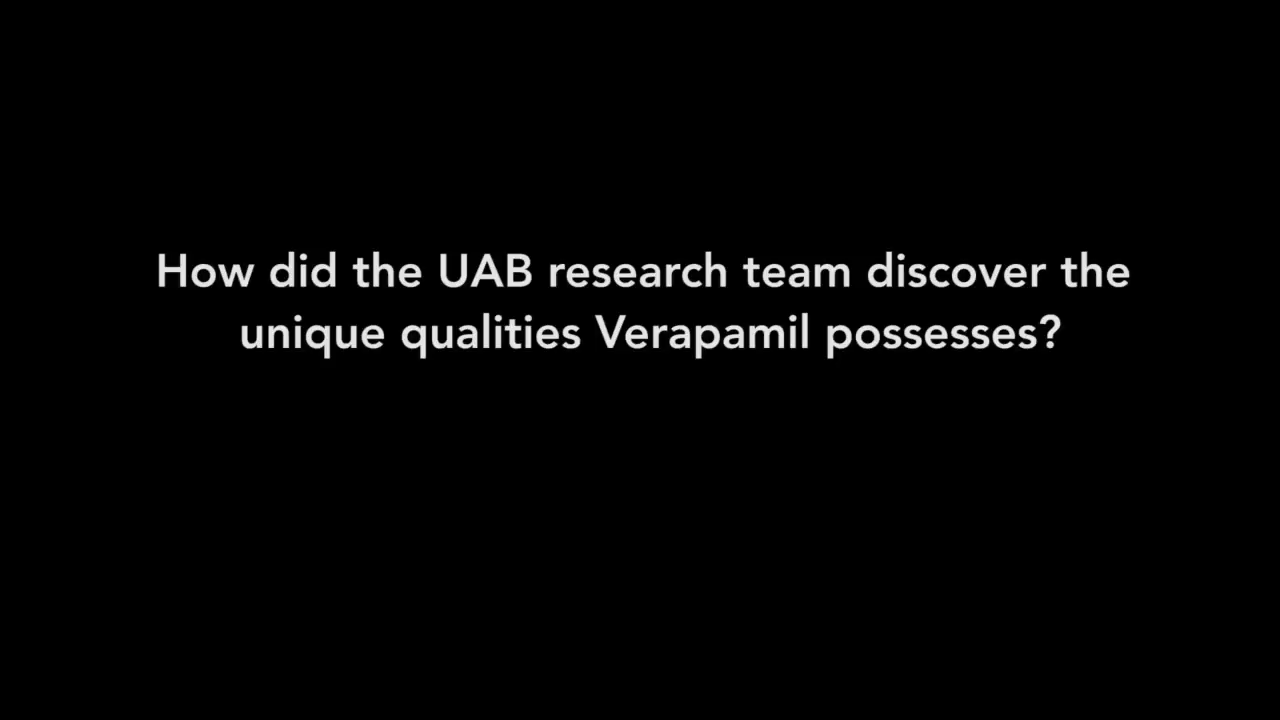 How did the UAB research team discover the
unique qualities Verapamil possesses?